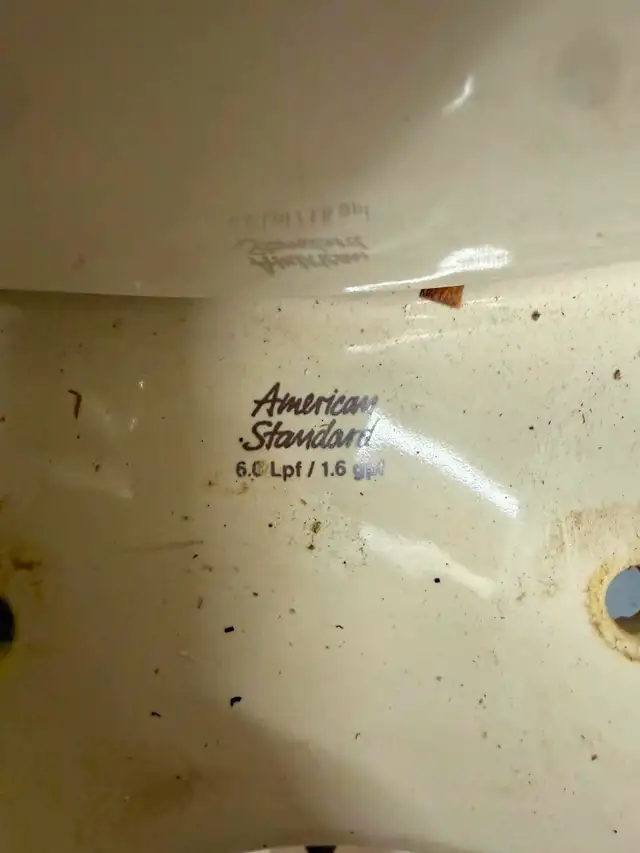 American
Standard
6.0 Lpf / 1.6 gpf